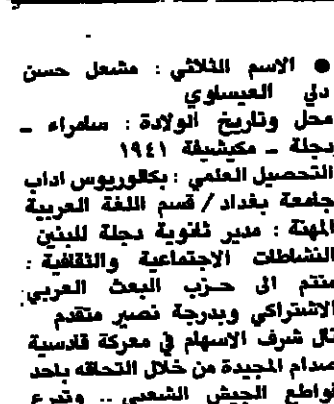 ● الاسم الثلاثي : مشعل حسن
دلي العيساوي
محل وتاريخ الولادة : سامراء -
دجلة - مكيشيفة ١٩٤١
التحصيل العلمي : بكالوريوس اداب
جامعة بغداد / قسم اللغة العربية
المهنة : مدير ثانوية دجلة للبنين
النشاطات الاجتماعية والثقافية :
منتم الى حزب البعث العربي
الاشتراكي وبدرجة نصير متقدم
نال شرف الاسهام في معركة قادسية
صدام المجيدة من خلال التحاقه باحد
قواطع الجيش الشعبي .. وتبرع